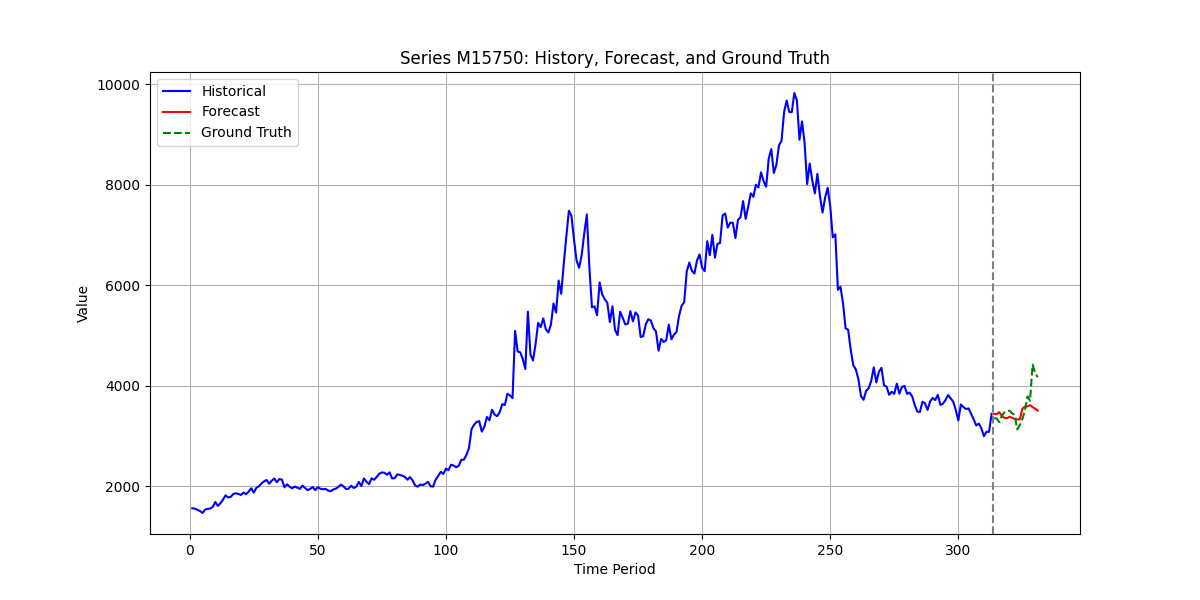 Series M15750: History, Forecast, and Ground Truth
Historical
Forecast
Ground Truth
10000
8000
6000
4000
2000
Value
0 50 100 150 200 250 300
Time Period